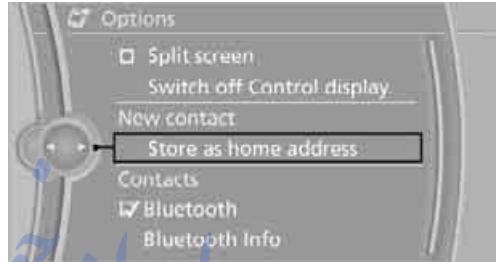 Options
Split screen
Switch off Control display
New contact
Store as home address
Contacts
Bluetooth
Bluetooth Info